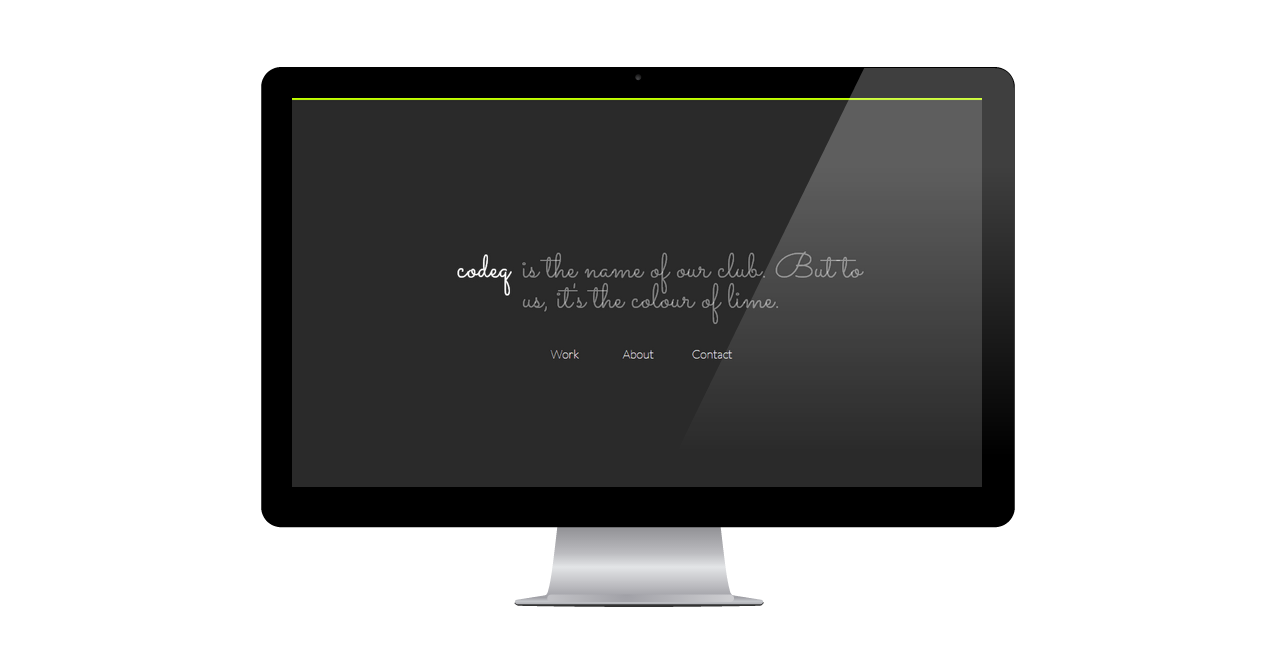 codeq is the name of our club. But to
us, it's the colour of lime.
Work About Contact